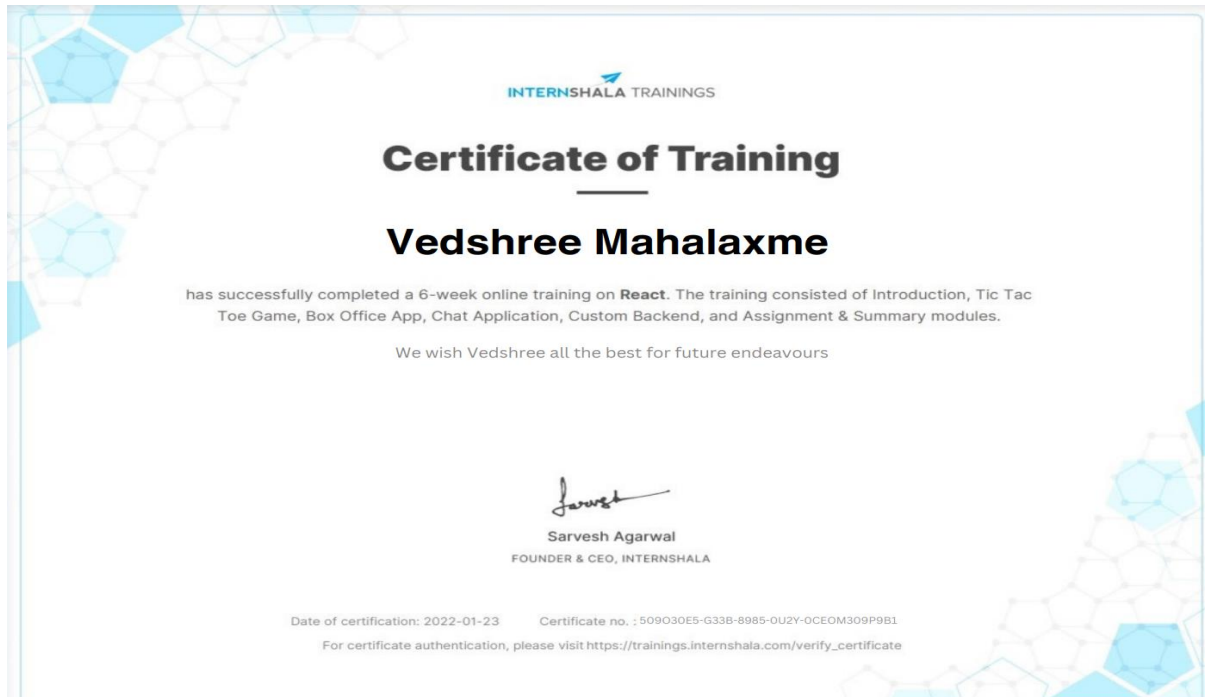 INTERNSHALA TRAININGS
Certificate of Training
Vedshree Mahalaxme
has successfully completed a 6-week online training on React. The training consisted of Introduction, Tic Tac
Toe Game, Box Office App, Chat Application, Custom Backend, and Assignment & Summary modules.
We wish Vedshree all the best for future endeavours
Sarvesh
Sarvesh Agarwal
FOUNDER & CEO, INTERNSHALA
Date of certification: 2022-01-23 Certificate no. : 509O30E5-G33B-8985-0U2Y-0CEOM309P9B1
For certificate authentication, please visit https://trainings.internshala.com/verify_certificate